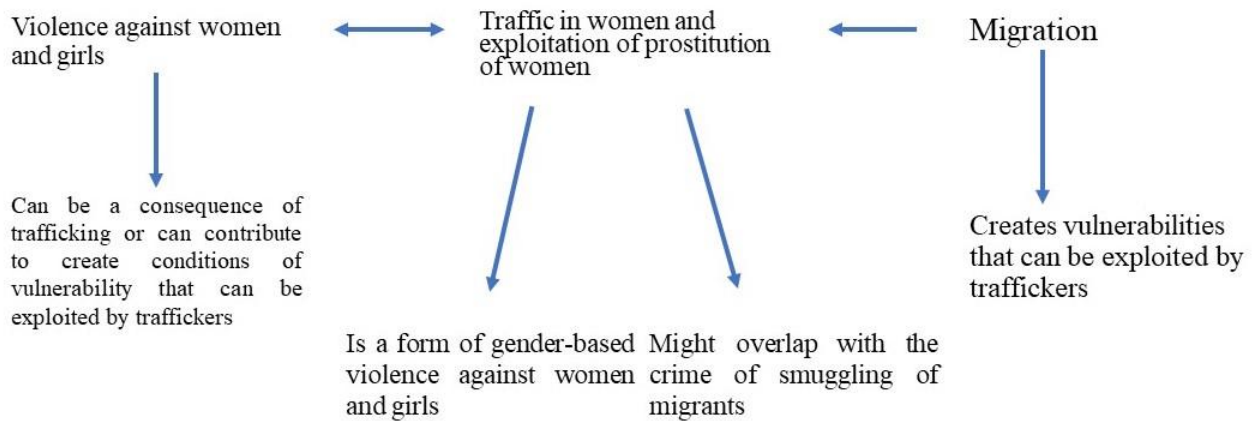 Violence against women
and girls
Traffic in women and
exploitation of prostitution
of women
Migration
Can be a consequence of
trafficking or can contribute
to create conditions of
vulnerability that can be
exploited by traffickers
Creates vulnerabilities
that can be exploited by
traffickers
Is a form of gender-based
violence against women
and girls
Might overlap with the
crime of smuggling of
migrants